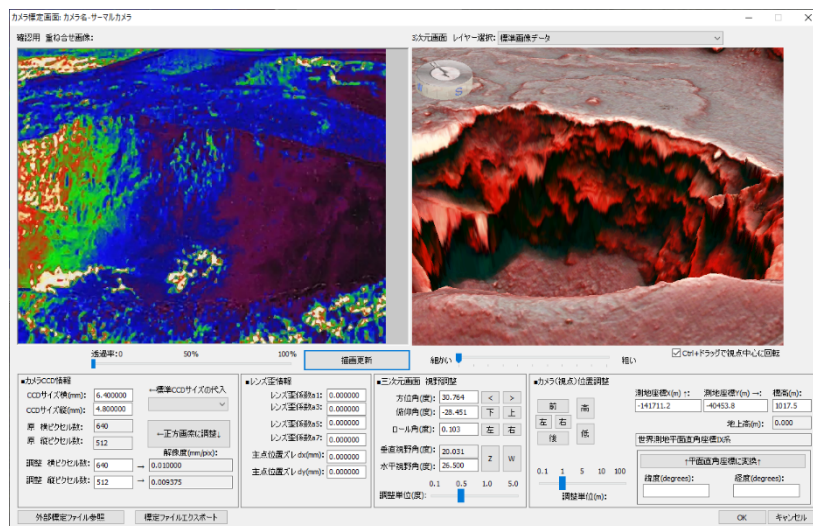 カメラ標定画面: カメラ名-サーマルカメラ
確認用 重ね合せ画像:
三次元画面 レイヤー選択: 標準画像データ
透過率:0 50% 100%
描画更新
細かい 粗い
Ctrl+ドラッグで視点中心に回転
■カメラCCD情報
CCDサイズ横(mm): 6.400000
CCDサイズ縦(mm): 4.800000
原 横ピクセル数: 640
原 縦ピクセル数: 512
調整 横ピクセル数: 640 → 0.010000
調整 縦ピクセル数: 512 → 0.009375
←標準CCDサイズの代入
←正方画素に調整↓
解像度(mm/pix):
■レンズ歪情報
レンズ歪係数a1: 0.000000
レンズ歪係数a3: 0.000000
レンズ歪係数a5: 0.000000
レンズ歪係数a7: 0.000000
主点位置ズレdx(mm): 0.000000
主点位置ズレdy(mm): 0.000000
■三次元画面 視野調整
方位角(度): 30.764 < >
俯仰角(度): -28.451 下 上
ロール角(度): 0.103 左 右
垂直視野角(度): 20.031
水平視野角(度): 26.500
Z W
0.1 0.5 1.0 5.0
調整単位(度):
■カメラ(視点)位置調整
前 高
左 右
後 低
0.1 1 5 10 100
調整単位(m):
測地座標X(m) ↑: 測地座標Y(m) →: 標高(m):
-141711.2 -40453.8 1017.5
地上高(m): 0.000
世界測地平面直角座標IX系
↑平面直角座標に変換↑
緯度(degrees): 経度(degrees):
外部標定ファイル参照 標定ファイルエクスポート
OK キャンセル